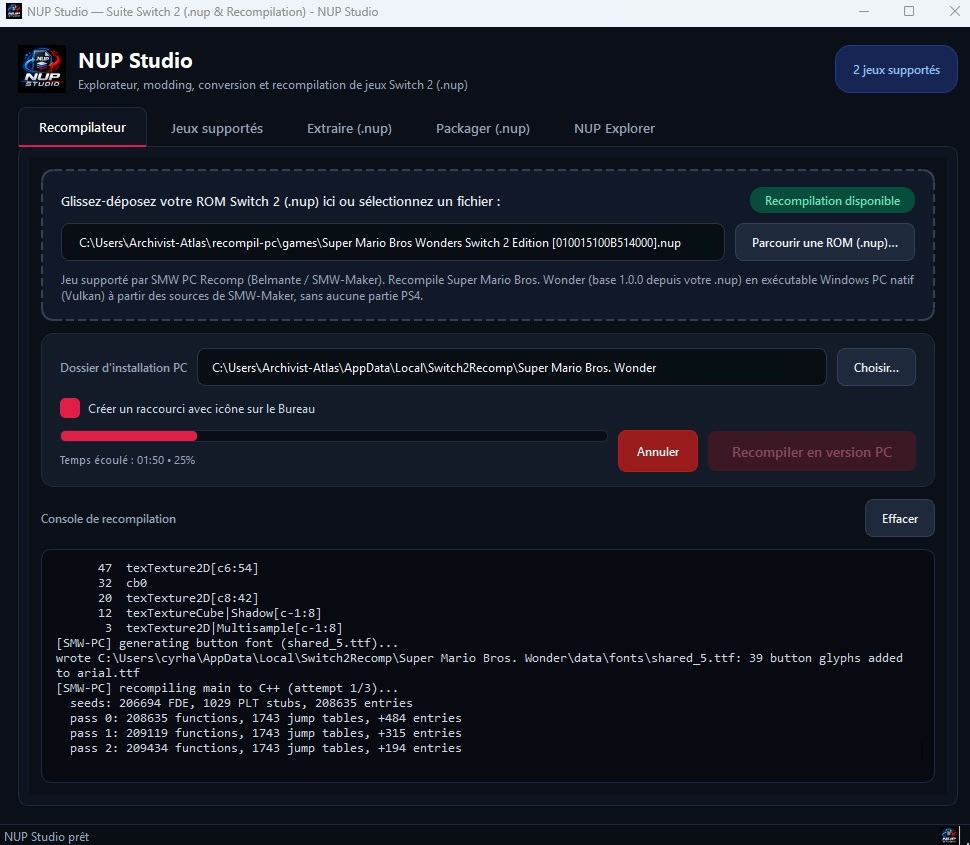 NUP Studio — Suite Switch 2 (.nup & Recompilation) - NUP Studio
NUP STUDIO
NUP Studio
Explorateur, modding, conversion et recompilation de jeux Switch 2 (.nup)
2 jeux supportés
Recompilateur
Jeux supportés
Extraire (.nup)
Packager (.nup)
NUP Explorer
Glissez-déposez votre ROM Switch 2 (.nup) ici ou sélectionnez un fichier :
Recompilation disponible
C:\Users\Archivist-Atlas\recompil-pc\games\Super Mario Bros Wonders Switch 2 Edition [010015100B514000].nup
Parcourir une ROM (.nup)...
Jeu supporté par SMW PC Recomp (Belmante / SMW-Maker). Recompile Super Mario Bros. Wonder (base 1.0.0 depuis votre .nup) en exécutable Windows PC natif
(Vulkan) à partir des sources de SMW-Maker, sans aucune partie PS4.
Dossier d'installation PC
C:\Users\Archivist-Atlas\AppData\Local\Switch2Recomp\Super Mario Bros. Wonder
Choisir...
Créer un raccourci avec icône sur le Bureau
Temps écoulé : 01:50 • 25%
Annuler
Recompiler en version PC
Console de recompilation
Effacer
47 texTexture2D[c6:54]
32 cb0
20 texTexture2D[c8:42]
12 texTextureCube|Shadow[c-1:8]
3 texTexture2D|Multisample[c-1:8]
[SMW-PC] generating button font (shared_5.ttf)...
wrote C:\Users\cyrha\AppData\Local\Switch2Recomp\Super Mario Bros. Wonder\data\fonts\shared_5.ttf: 39 button glyphs added
to arial.ttf
[SMW-PC] recompiling main to C++ (attempt 1/3)...
seeds: 206694 FDE, 1029 PLT stubs, 208635 entries
pass 0: 208635 functions, 1743 jump tables, +484 entries
pass 1: 209119 functions, 1743 jump tables, +315 entries
pass 2: 209434 functions, 1743 jump tables, +194 entries
NUP Studio prêt